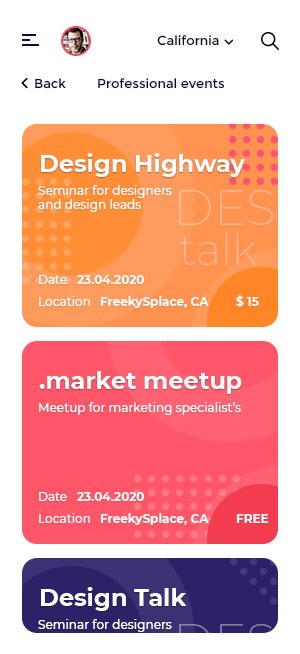 California
Back Professional events
Design Highway
Seminar for designers
and design leads
DES
talk
Date 23.04.2020
Location FreekySplace, CA $ 15
.market meetup
Meetup for marketing specialist's
Date 23.04.2020
Location FreekySplace, CA FREE
Design Talk
Seminar for designers
DES